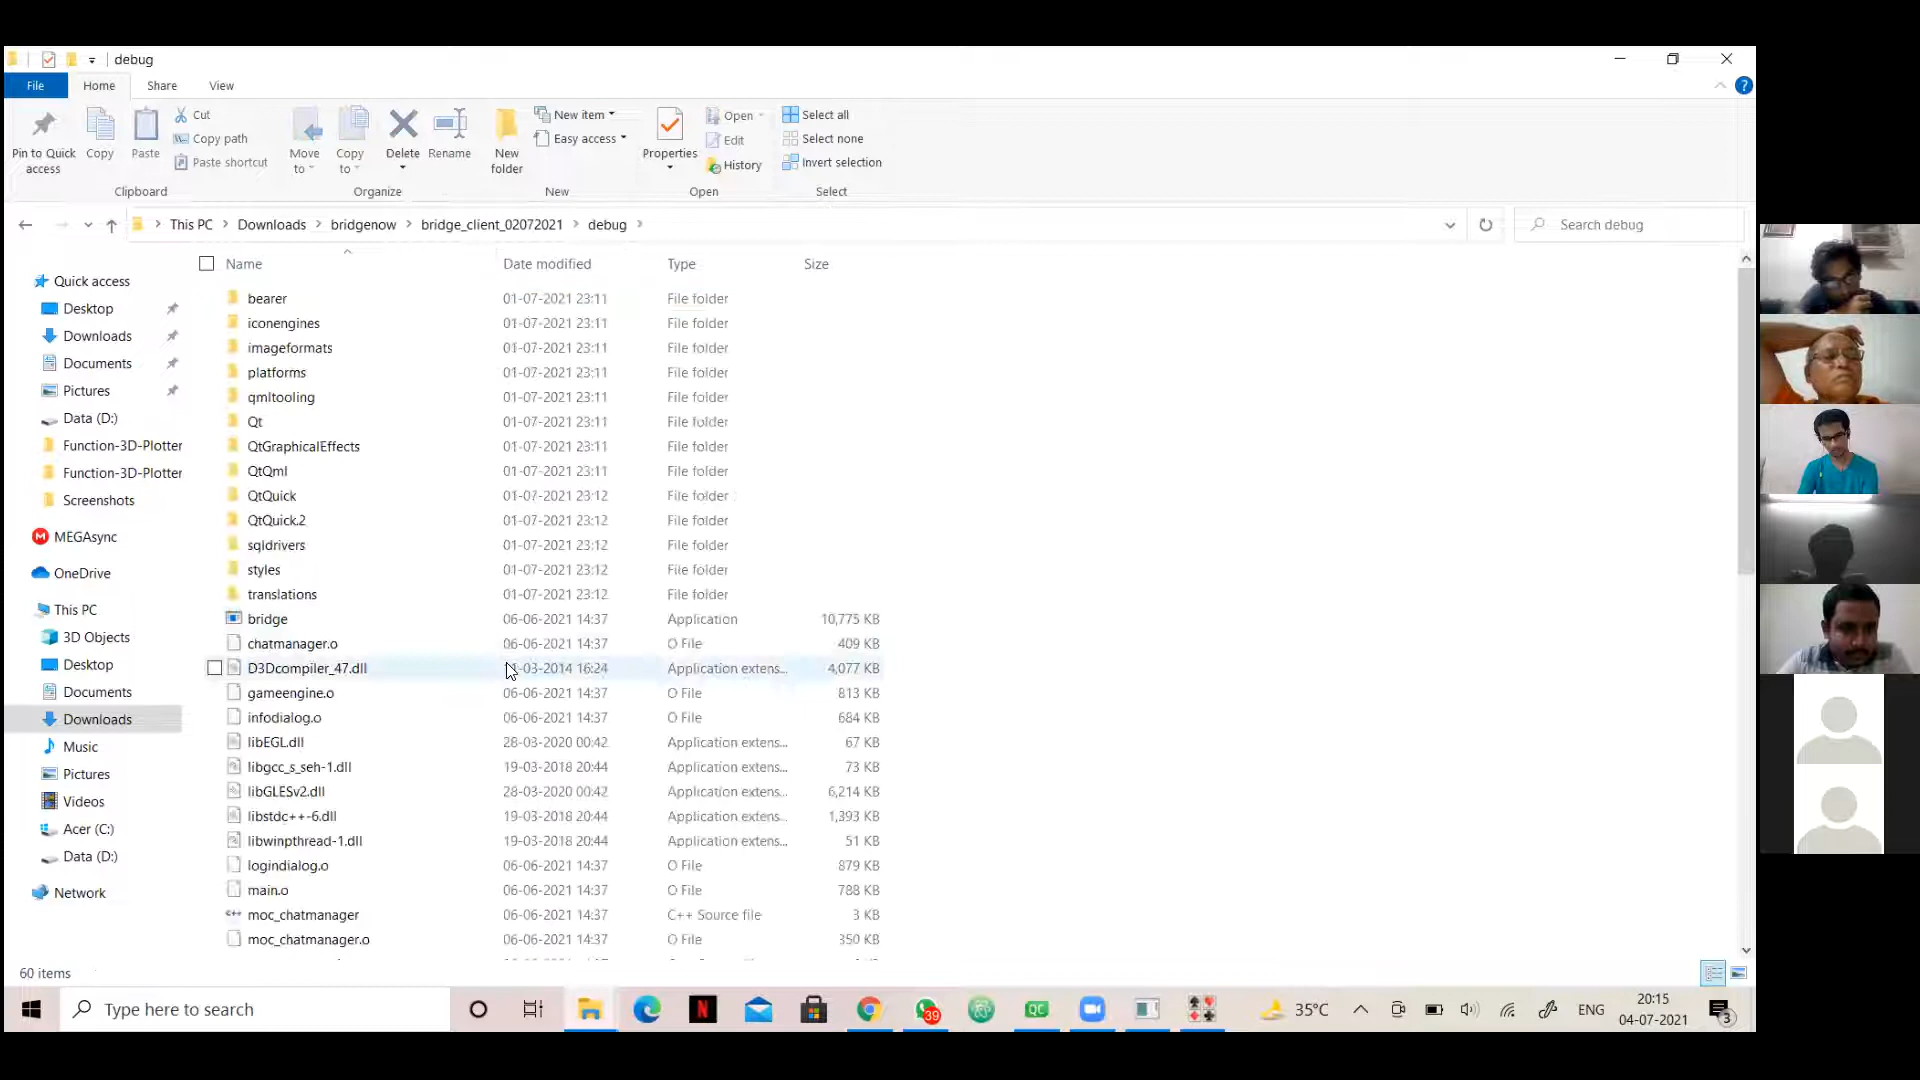 debug
File Home Share View
Pin to Quick access
Copy
Paste
Cut
Copy path
Paste shortcut
Clipboard
Move to
Copy to
Delete
Rename
Organize
New folder
New item
Easy access
New
Properties
Open
Edit
History
Open
Select all
Select none
Invert selection
Select
This PC > Downloads > bridgenow > bridge_client_02072021 > debug >
Search debug
Quick access
Desktop
Downloads
Documents
Pictures
Data (D:)
Function-3D-Plotter
Function-3D-Plotter
Screenshots
MEGAsync
OneDrive
This PC
3D Objects
Desktop
Documents
Downloads
Music
Pictures
Videos
Acer (C:)
Data (D:)
Network
Name Date modified Type Size
bearer 01-07-2021 23:11 File folder
iconengines 01-07-2021 23:11 File folder
imageformats 01-07-2021 23:11 File folder
platforms 01-07-2021 23:11 File folder
qmltooling 01-07-2021 23:11 File folder
Qt 01-07-2021 23:11 File folder
QtGraphicalEffects 01-07-2021 23:11 File folder
QtQml 01-07-2021 23:11 File folder
QtQuick 01-07-2021 23:12 File folder
QtQuick.2 01-07-2021 23:12 File folder
sqldrivers 01-07-2021 23:12 File folder
styles 01-07-2021 23:12 File folder
translations 01-07-2021 23:12 File folder
bridge 06-06-2021 14:37 Application 10,775 KB
chatmanager.o 06-06-2021 14:37 O File 409 KB
D3Dcompiler_47.dll -03-2014 16:24 Application extens... 4,077 KB
gameengine.o 06-06-2021 14:37 O File 813 KB
infodialog.o 06-06-2021 14:37 O File 684 KB
libEGL.dll 28-03-2020 00:42 Application extens... 67 KB
libgcc_s_seh-1.dll 19-03-2018 20:44 Application extens... 73 KB
libGLESv2.dll 28-03-2020 00:42 Application extens... 6,214 KB
libstdc++-6.dll 19-03-2018 20:44 Application extens... 1,393 KB
libwinpthread-1.dll 19-03-2018 20:44 Application extens... 51 KB
logindialog.o 06-06-2021 14:37 O File 879 KB
main.o 06-06-2021 14:37 O File 788 KB
moc_chatmanager 06-06-2021 14:37 C++ Source file 3 KB
moc_chatmanager.o 06-06-2021 14:37 O File 350 KB
60 items
Type here to search
39
QC
35°C
ENG
20:15
04-07-2021
3